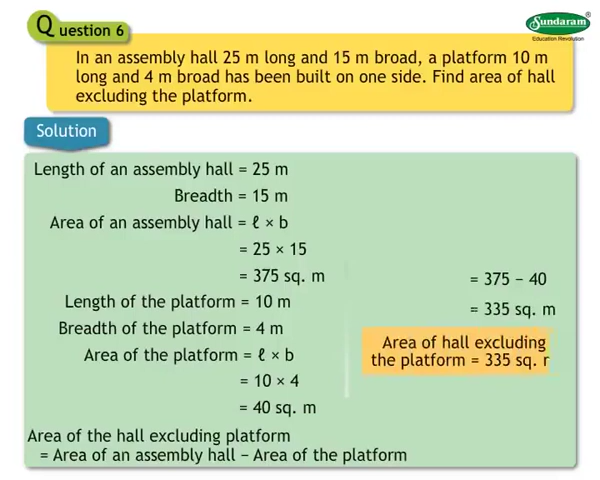 Question 6
Sundaram®
Education Revolution
In an assembly hall 25 m long and 15 m broad, a platform 10 m
long and 4 m broad has been built on one side. Find area of hall
excluding the platform.
Solution
Length of an assembly hall = 25 m
Breadth = 15 m
Area of an assembly hall = ℓ × b
= 25 × 15
= 375 sq. m
Length of the platform = 10 m
Breadth of the platform = 4 m
Area of the platform = ℓ × b
= 10 × 4
= 40 sq. m
Area of the hall excluding platform
= Area of an assembly hall − Area of the platform
= 375 − 40
= 335 sq. m
Area of hall excluding
the platform = 335 sq. r